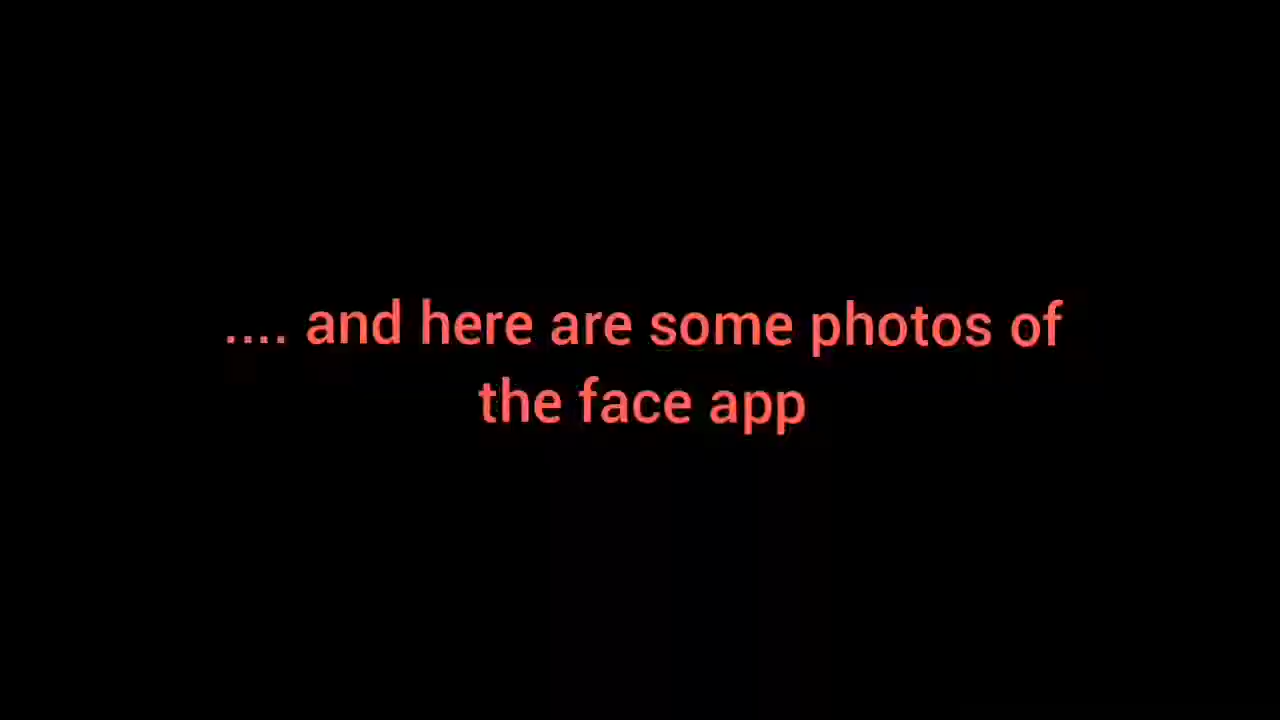 .... and here are some photos of
the face app